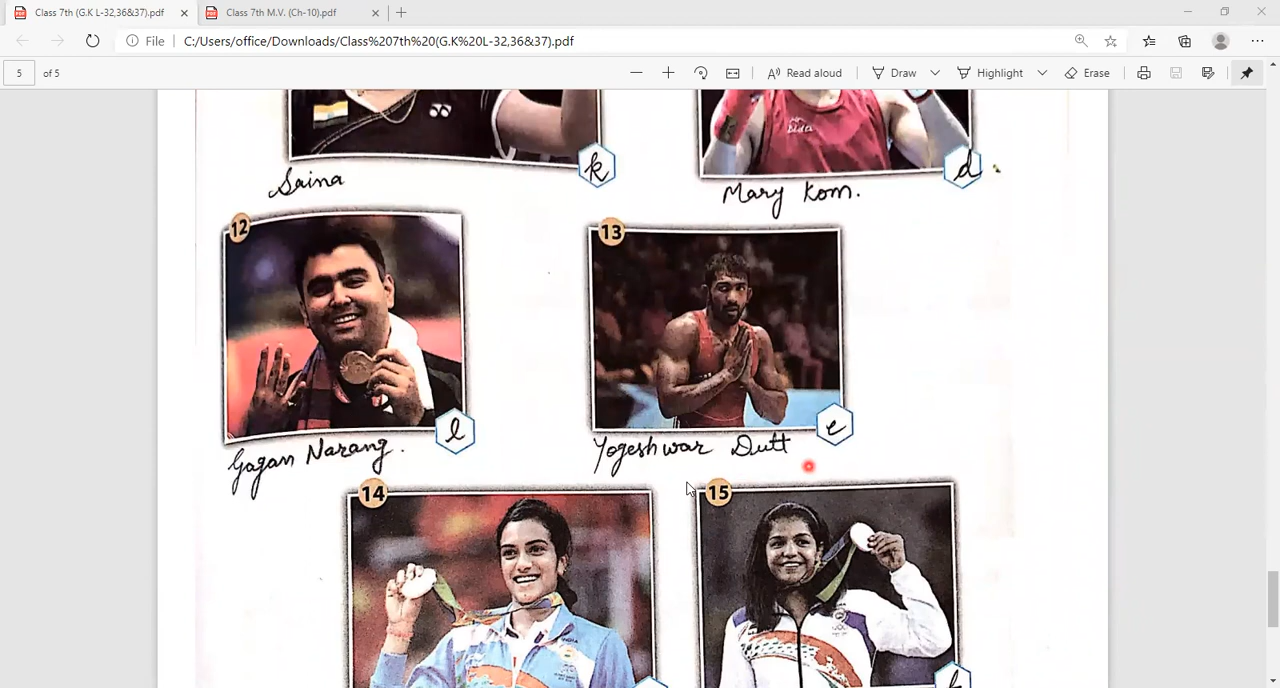 Class 7th (G.K L-32,36&37).pdf
Class 7th M.V. (Ch-10).pdf
File
C:/Users/office/Downloads/Class%207th%20(G.K%20L-32,36&37).pdf
5
of 5
Read aloud
Draw
Highlight
Erase
k
d
Saina
Mary Kom.
12
13
l
e
Gagan Narang.
Yogeshwar Dutt
14
15